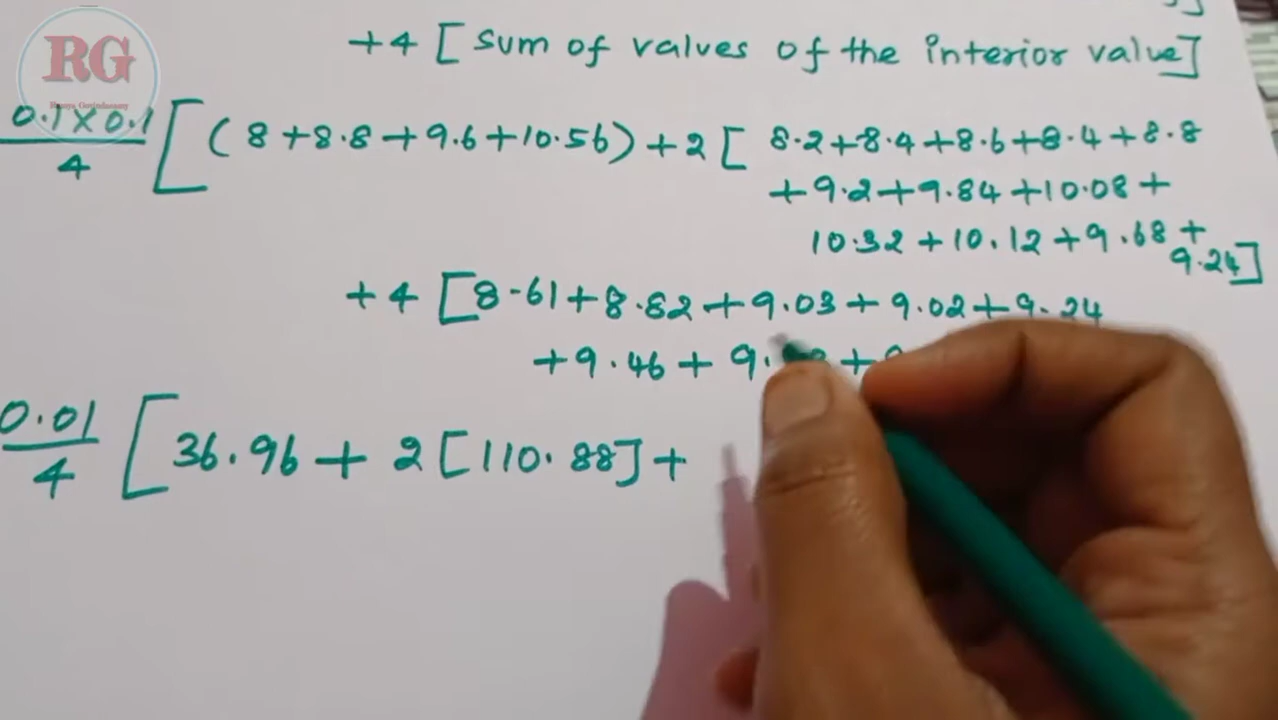 ]
+4 [ sum of values of the interior value]
RG
0.1 X 0.1 / 4 [ ( 8 +8.8 +9.6 +10.56 ) +2 [ 8.2+8.4+8.6+8.4+8.8
+9.2+9.84+10.08+
10.32+10.12+9.68+
9.24]
+4 [8.61+8.82+9.03+9.02+9.24
+9.46+9. +
0.01 / 4 [ 36.96 + 2 [110.88] +